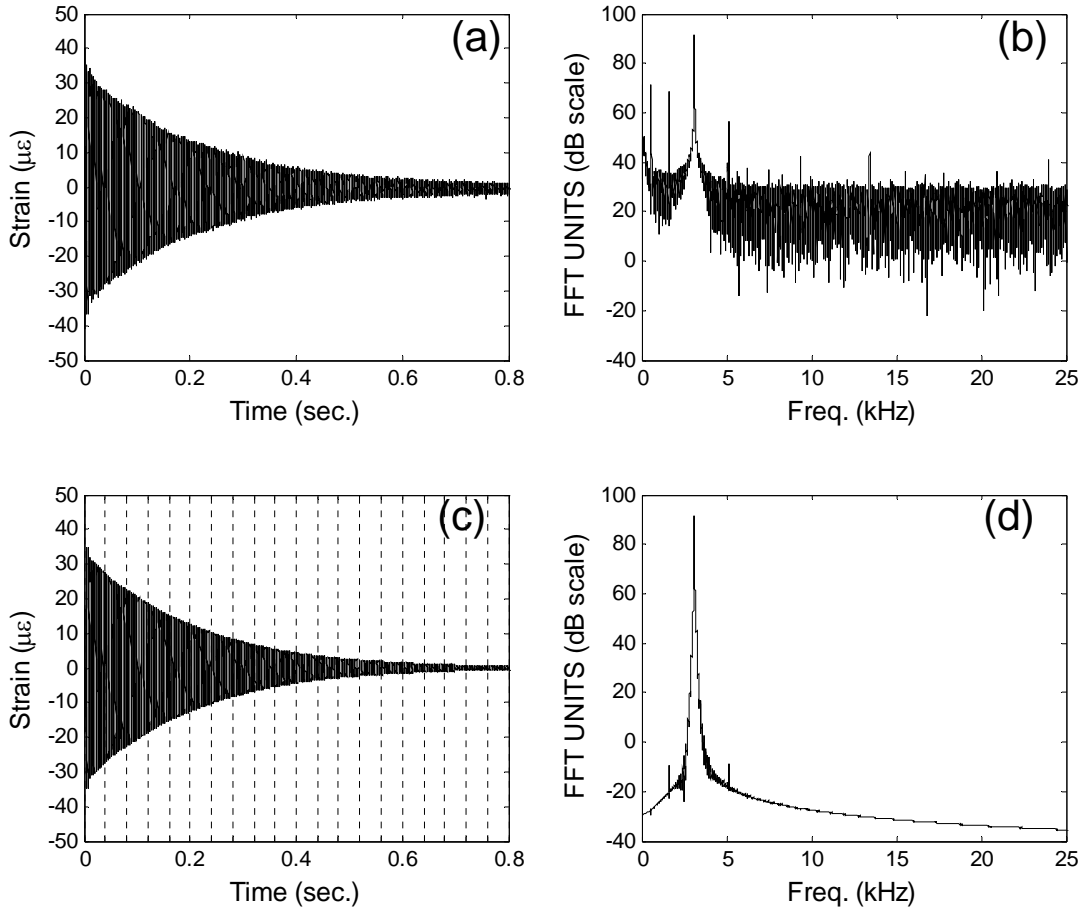 (a)
50
40
30
20
10
0
-10
-20
-30
-40
-50
Strain (με)
0 0.2 0.4 0.6 0.8
Time (sec.)
(b)
100
80
60
40
20
0
-20
-40
FFT UNITS (dB scale)
0 5 10 15 20 25
Freq. (kHz)
(c)
50
40
30
20
10
0
-10
-20
-30
-40
-50
Strain (με)
0 0.2 0.4 0.6 0.8
Time (sec.)
(d)
100
80
60
40
20
0
-20
-40
FFT UNITS (dB scale)
0 5 10 15 20 25
Freq. (kHz)